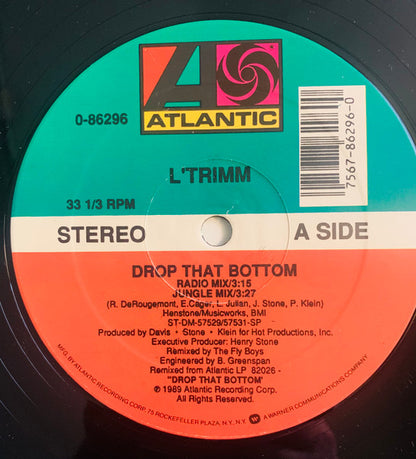 ATLANTIC
0-86296
7567-86296-0
L'TRIMM
33 1/3 RPM
STEREO
A SIDE
DROP THAT BOTTOM
RADIO MIX/3:15
JUNGLE MIX/3:27
(R. DeRougemont, E.Cager, L. Julian, J. Stone, P. Klein)
Henstone/Musicworks, BMI
ST-DM-57529/57531-SP
Produced by Davis • Stone • Klein for Hot Productions, Inc.
Executive Producer: Henry Stone
Remixed by The Fly Boys
Engineered by B. Greenspan
Remixed from Atlantic LP 82026 -
"DROP THAT BOTTOM"
℗ 1989 Atlantic Recording Corp.
All Rights Reserved.
MFG. BY ATLANTIC RECORDING CORP., 75 ROCKEFELLER PLAZA, N.Y., N.Y. W A WARNER COMMUNICATIONS COMPANY